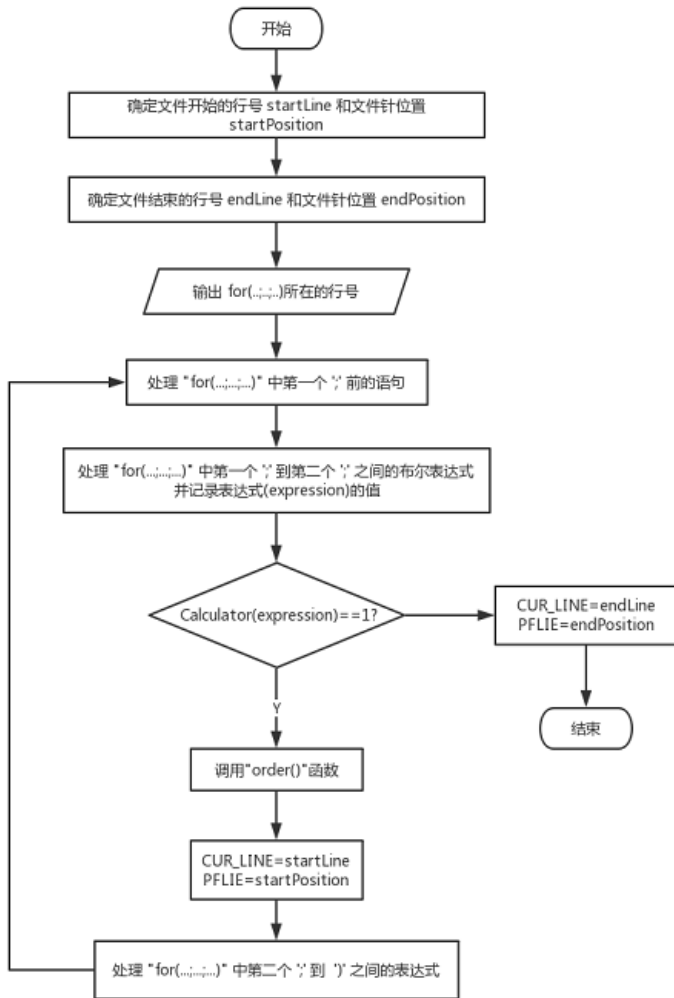 开始
确定文件开始的行号 startLine 和文件针位置
startPosition
确定文件结束的行号 endLine 和文件针位置 endPosition
输出 for(..;..;..)所在的行号
处理 "for(...;...;...)" 中第一个 ';' 前的语句
处理 "for(...;...;...)" 中第一个 ';' 到第二个 ';' 之间的布尔表达式
并记录表达式(expression)的值
Calculator(expression)==1?
CUR_LINE=endLine
PFLIE=endPosition
结束
Y
调用"order()"函数
CUR_LINE=startLine
PFLIE=startPosition
处理 "for(...;...;...)" 中第二个 ';' 到 ')' 之间的表达式